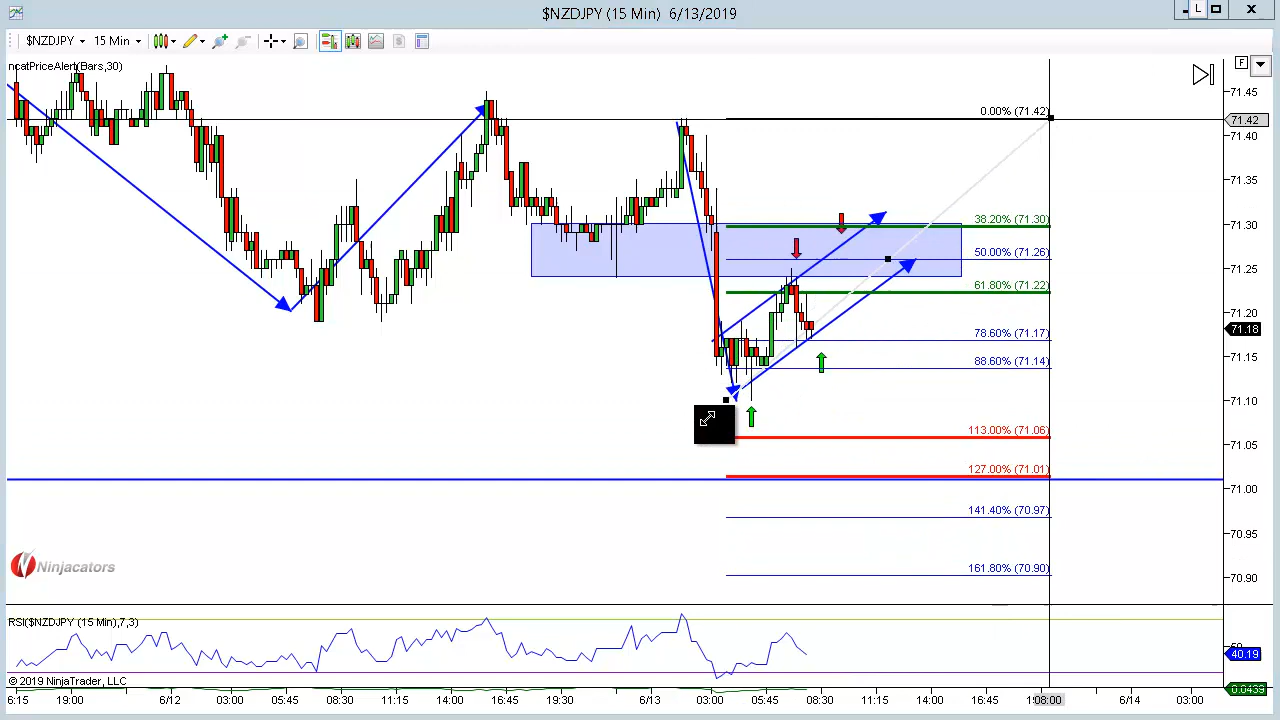 $NZDJPY (15 Min) 6/13/2019
L
$NZDJPY 15 Min
ncatPriceAlert(Bars,30)
F
71.45
0.00% (71.42)
71.42
71.40
71.35
38.20% (71.30)
71.30
50.00% (71.26)
71.25
61.80% (71.22)
71.20
71.18
78.60% (71.17)
71.15
88.60% (71.14)
71.10
113.00% (71.06)
71.05
127.00% (71.01)
71.00
141.40% (70.97)
70.95
161.80% (70.90)
70.90
Ninjacators
RSI($NZDJPY (15 Min),7,3)
40.19
© 2019 NinjaTrader, LLC
0.0439
6:15 19:00 6/12 03:00 05:45 08:30 11:15 14:00 16:45 19:30 6/13 03:00 05:45 08:30 11:15 14:00 16:45 18:00 6/14 03:00